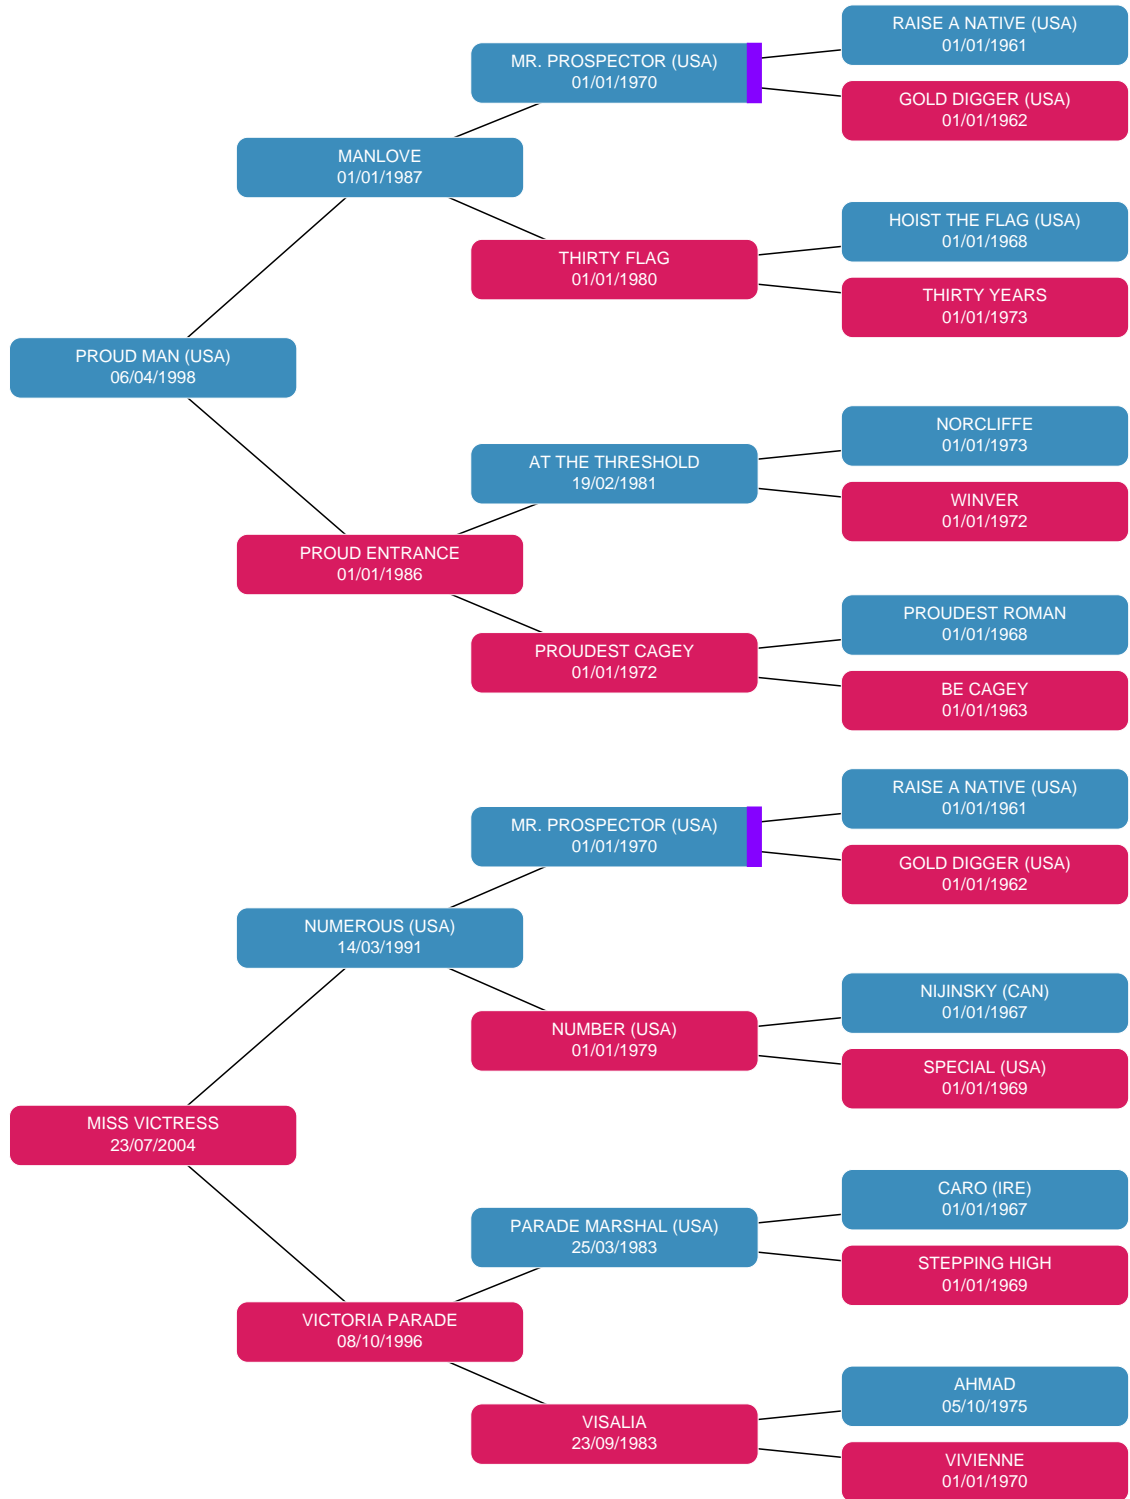 RAISE A NATIVE (USA)
01/01/1961
MR. PROSPECTOR (USA)
01/01/1970
GOLD DIGGER (USA)
01/01/1962
MANLOVE
01/01/1987
HOIST THE FLAG (USA)
01/01/1968
THIRTY FLAG
01/01/1980
THIRTY YEARS
01/01/1973
PROUD MAN (USA)
06/04/1998
NORCLIFFE
01/01/1973
AT THE THRESHOLD
19/02/1981
WINVER
01/01/1972
PROUD ENTRANCE
01/01/1986
PROUDEST ROMAN
01/01/1968
PROUDEST CAGEY
01/01/1972
BE CAGEY
01/01/1963
RAISE A NATIVE (USA)
01/01/1961
MR. PROSPECTOR (USA)
01/01/1970
GOLD DIGGER (USA)
01/01/1962
NUMEROUS (USA)
14/03/1991
NIJINSKY (CAN)
01/01/1967
NUMBER (USA)
01/01/1979
SPECIAL (USA)
01/01/1969
MISS VICTRESS
23/07/2004
CARO (IRE)
01/01/1967
PARADE MARSHAL (USA)
25/03/1983
STEPPING HIGH
01/01/1969
VICTORIA PARADE
08/10/1996
AHMAD
05/10/1975
VISALIA
23/09/1983
VIVIENNE
01/01/1970